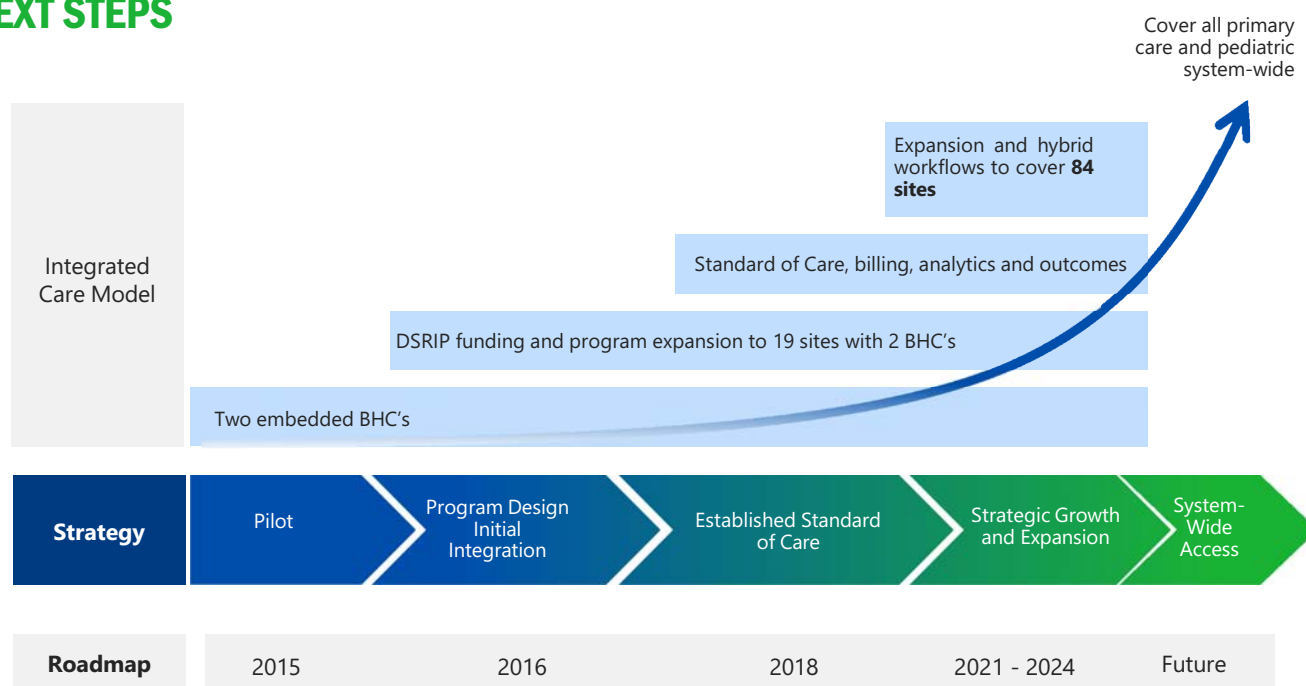 EXT STEPS
Cover all primary
care and pediatric
system-wide
Expansion and hybrid
workflows to cover 84
sites
Integrated
Care Model
Standard of Care, billing, analytics and outcomes
DSRIP funding and program expansion to 19 sites with 2 BHC's
Two embedded BHC's
Strategy
Pilot
Program Design
Initial
Integration
Established Standard
of Care
Strategic Growth
and Expansion
System-
Wide
Access
Roadmap
2015
2016
2018
2021 - 2024
Future